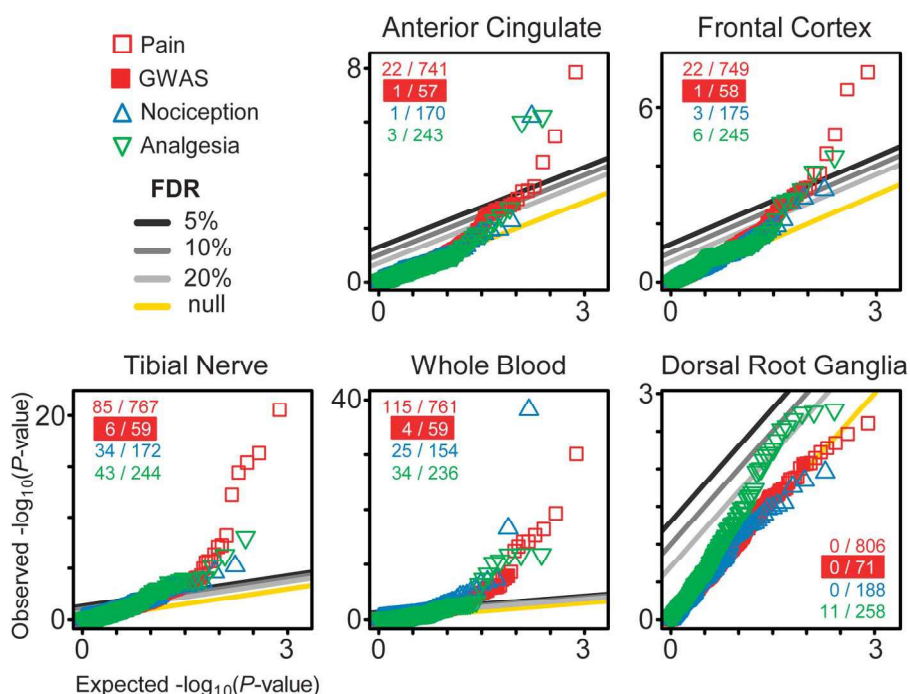 Pain
GWAS
Nociception
Analgesia
FDR
5%
10%
20%
null
Anterior Cingulate
8
0
22 / 741
1 / 57
1 / 170
3 / 243
0
3
Frontal Cortex
6
0
22 / 749
1 / 58
3 / 175
6 / 245
0
3
Tibial Nerve
20
0
85 / 767
6 / 59
34 / 172
43 / 244
0
3
Whole Blood
40
0
115 / 761
4 / 59
25 / 154
34 / 236
0
3
Dorsal Root Ganglia
3
0
0 / 806
0 / 71
0 / 188
11 / 258
0
3
Observed -log10(P-value)
Expected -log10(P-value)